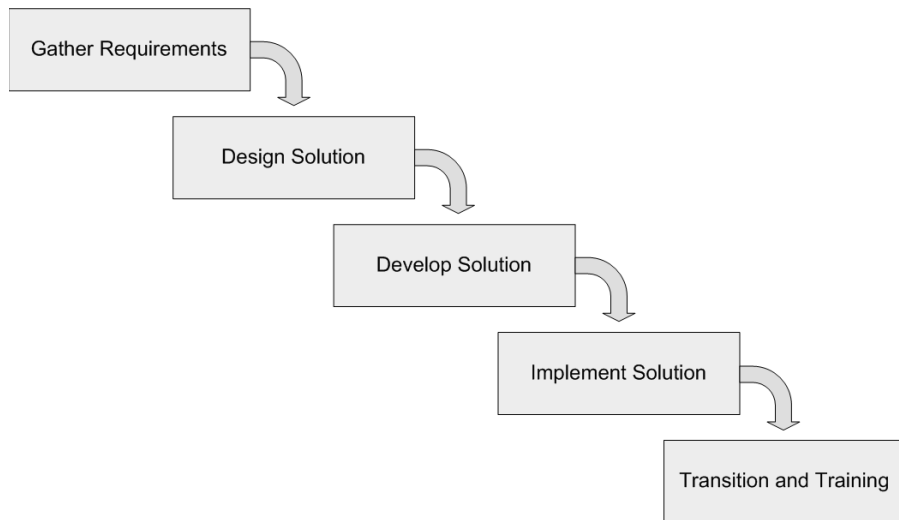 Gather Requirements
Design Solution
Develop Solution
Implement Solution
Transition and Training